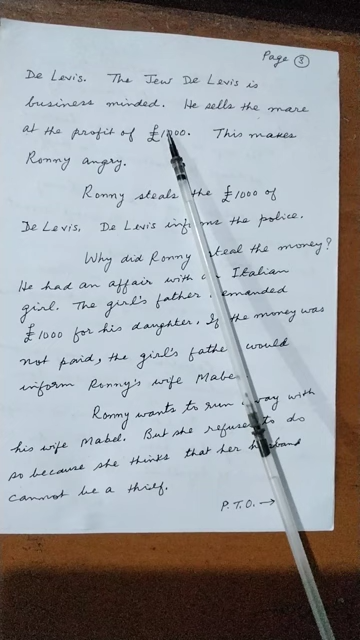 Page 8
De Levis. The Jew De Levis is
business minded. He sells the mare
at the profit of £1000. This makes
Ronny angry.
Ronny steals the £1000 of
De Levis. De Levis informs the police.
Why did Ronny steal the money?
He had an affair with an Italian
girl. The girl's father demanded
£1000 for his daughter. If the money was
not paid, the girl's father would
inform Ronny's wife Mabel
Ronny wants to run away with
his wife Mabel. But she refuses to do
so because she thinks that her husband
cannot be a thief.
P.T.O. →